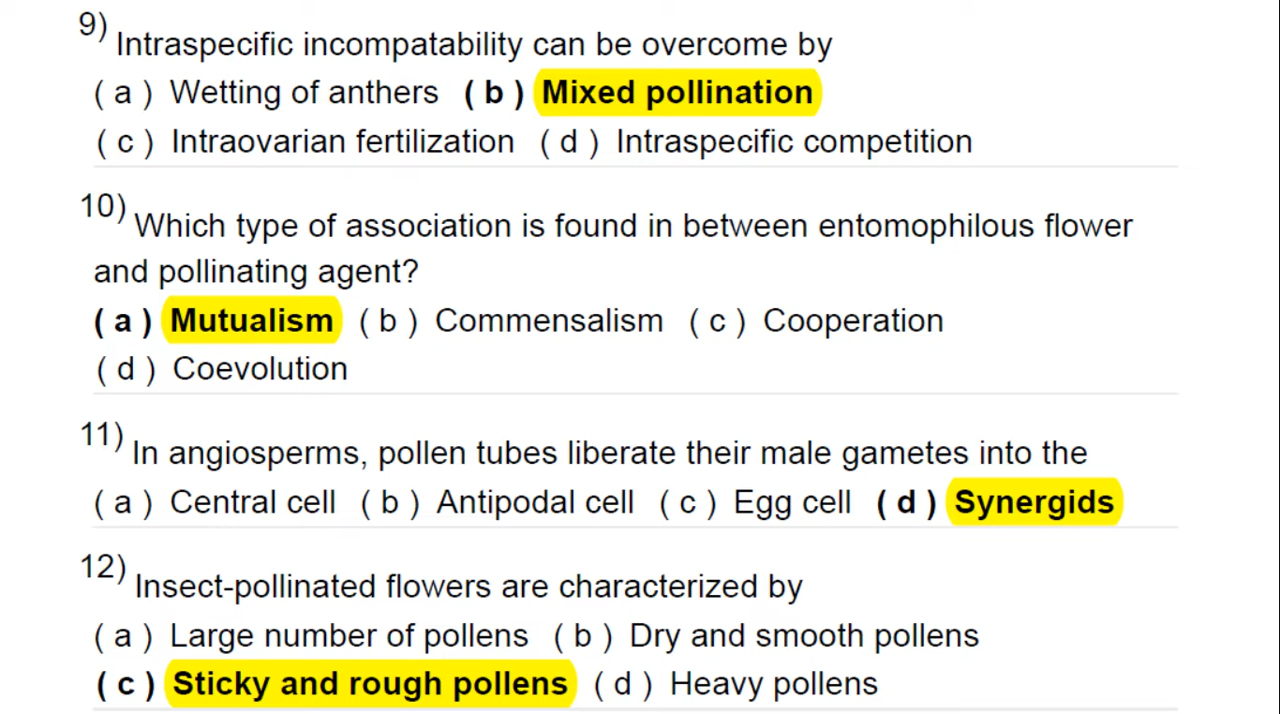 9) Intraspecific incompatability can be overcome by
( a ) Wetting of anthers ( b ) Mixed pollination
( c ) Intraovarian fertilization ( d ) Intraspecific competition
10) Which type of association is found in between entomophilous flower
and pollinating agent?
( a ) Mutualism ( b ) Commensalism ( c ) Cooperation
( d ) Coevolution
11) In angiosperms, pollen tubes liberate their male gametes into the
( a ) Central cell ( b ) Antipodal cell ( c ) Egg cell ( d ) Synergids
12) Insect-pollinated flowers are characterized by
( a ) Large number of pollens ( b ) Dry and smooth pollens
( c ) Sticky and rough pollens ( d ) Heavy pollens